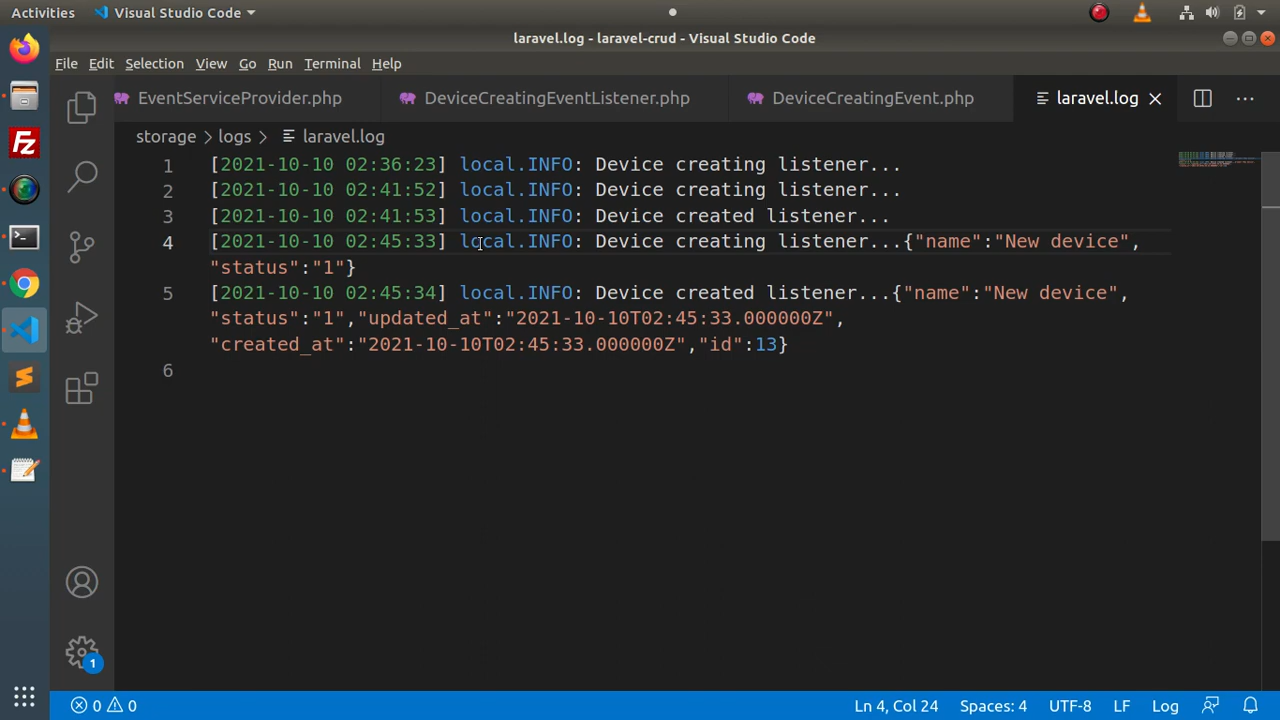 Activities
Visual Studio Code
laravel.log - laravel-crud - Visual Studio Code
File Edit Selection View Go Run Terminal Help
EventServiceProvider.php DeviceCreatingEventListener.php DeviceCreatingEvent.php laravel.log
storage logs laravel.log
1 [2021-10-10 02:36:23] local.INFO: Device creating listener...
2 [2021-10-10 02:41:52] local.INFO: Device creating listener...
3 [2021-10-10 02:41:53] local.INFO: Device created listener...
4 [2021-10-10 02:45:33] local.INFO: Device creating listener...{"name":"New device",
"status":"1"}
5 [2021-10-10 02:45:34] local.INFO: Device created listener...{"name":"New device",
"status":"1","updated_at":"2021-10-10T02:45:33.000000Z",
"created_at":"2021-10-10T02:45:33.000000Z","id":13}
6
1
0 0 Ln 4, Col 24 Spaces: 4 UTF-8 LF Log